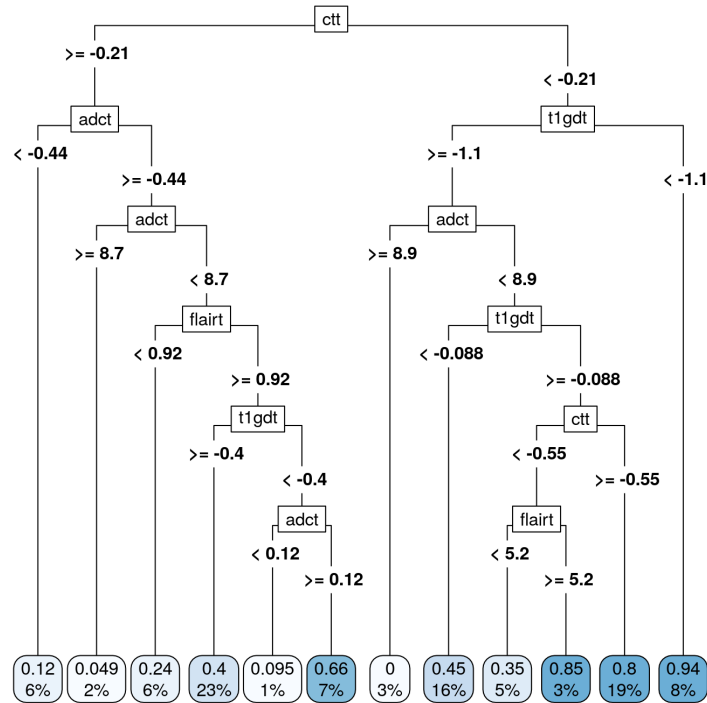 ctt
>= -0.21
< -0.21
adct
t1gdt
< -0.44
>= -1.1
>= -0.44
< -1.1
adct
adct
>= 8.7
>= 8.9
< 8.7
< 8.9
flairt
t1gdt
< 0.92
< -0.088
>= 0.92
>= -0.088
t1gdt
ctt
>= -0.4
< -0.55
< -0.4
>= -0.55
adct
flairt
< 0.12
< 5.2
>= 0.12
>= 5.2
0.12 0.049 0.24 0.4 0.095 0.66 0 0.45 0.35 0.85 0.8 0.94
6% 2% 6% 23% 1% 7% 3% 16% 5% 3% 19% 8%